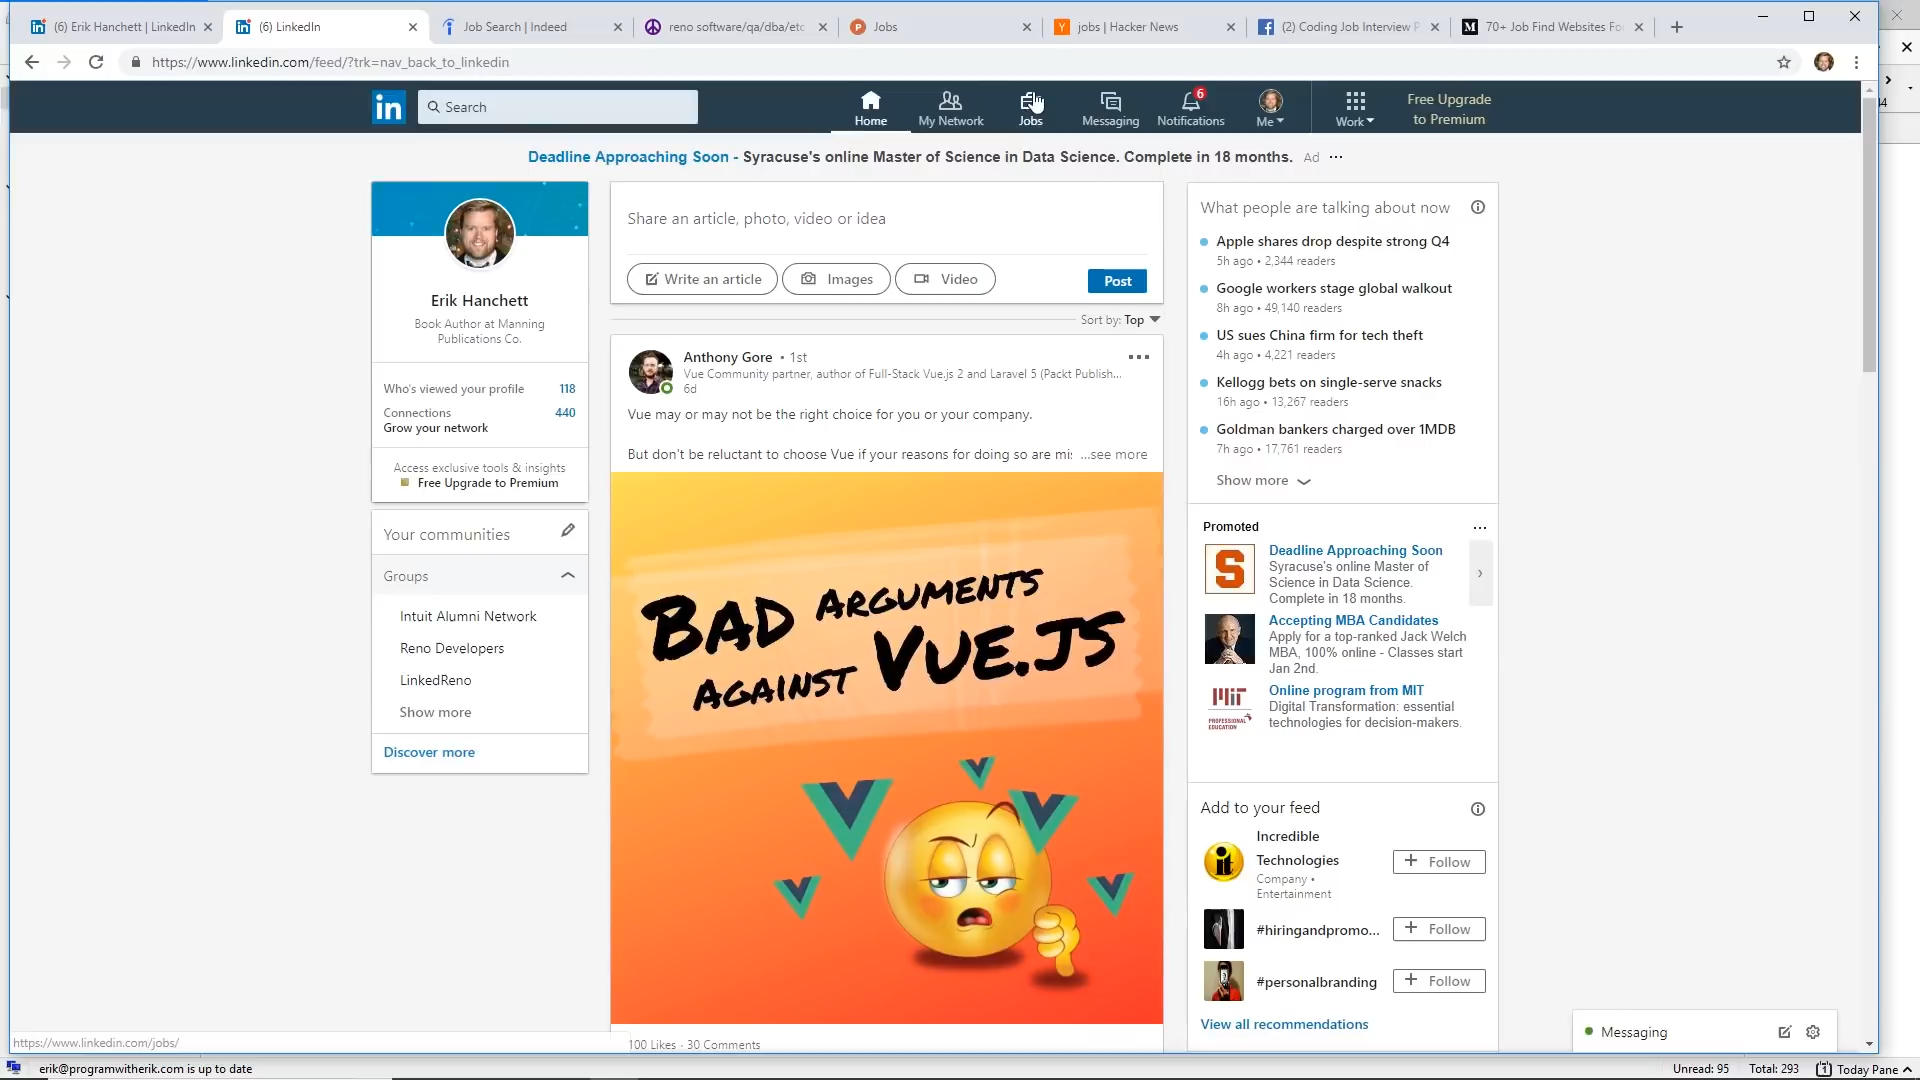 (6) Erik Hanchett | LinkedIn
(6) LinkedIn
Job Search | Indeed
reno software/qa/dba/etc
Jobs
jobs | Hacker News
(2) Coding Job Interview P
70+ Job Find Websites Fo
https://www.linkedin.com/feed/?trk=nav_back_to_linkedin
in
Search
Home
My Network
Jobs
Messaging
6
Notifications
Me
Work
Free Upgrade
to Premium
Deadline Approaching Soon - Syracuse's online Master of Science in Data Science. Complete in 18 months. Ad ...
Erik Hanchett
Book Author at Manning
Publications Co.
Who's viewed your profile 118
Connections 440
Grow your network
Access exclusive tools & insights
Free Upgrade to Premium
Your communities
Groups
Intuit Alumni Network
Reno Developers
LinkedReno
Show more
Discover more
Share an article, photo, video or idea
Write an article
Images
Video
Post
Sort by: Top
Anthony Gore • 1st
Vue Community partner, author of Full-Stack Vue.js 2 and Laravel 5 (Packt Publish...
6d
Vue may or may not be the right choice for you or your company.
But don't be reluctant to choose Vue if your reasons for doing so are mi: ...see more
BAD ARGUMENTS
AGAINST VUE.JS
100 Likes · 30 Comments
What people are talking about now
Apple shares drop despite strong Q4
5h ago • 2,344 readers
Google workers stage global walkout
8h ago • 49,140 readers
US sues China firm for tech theft
4h ago • 4,221 readers
Kellogg bets on single-serve snacks
16h ago • 13,267 readers
Goldman bankers charged over 1MDB
7h ago • 17,761 readers
Show more
Promoted
S
Deadline Approaching Soon
Syracuse's online Master of
Science in Data Science.
Complete in 18 months.
Accepting MBA Candidates
Apply for a top-ranked Jack Welch
MBA, 100% online - Classes start
Jan 2nd.
MIT
PROFESSIONAL
EDUCATION
Online program from MIT
Digital Transformation: essential
technologies for decision-makers.
Add to your feed
it
Incredible
Technologies
Company •
Entertainment
+ Follow
#hiringandpromo...
+ Follow
#personalbranding
+ Follow
View all recommendations
Messaging
https://www.linkedin.com/jobs/
erik@programwitherik.com is up to date
Unread: 95
Total: 293
Today Pane